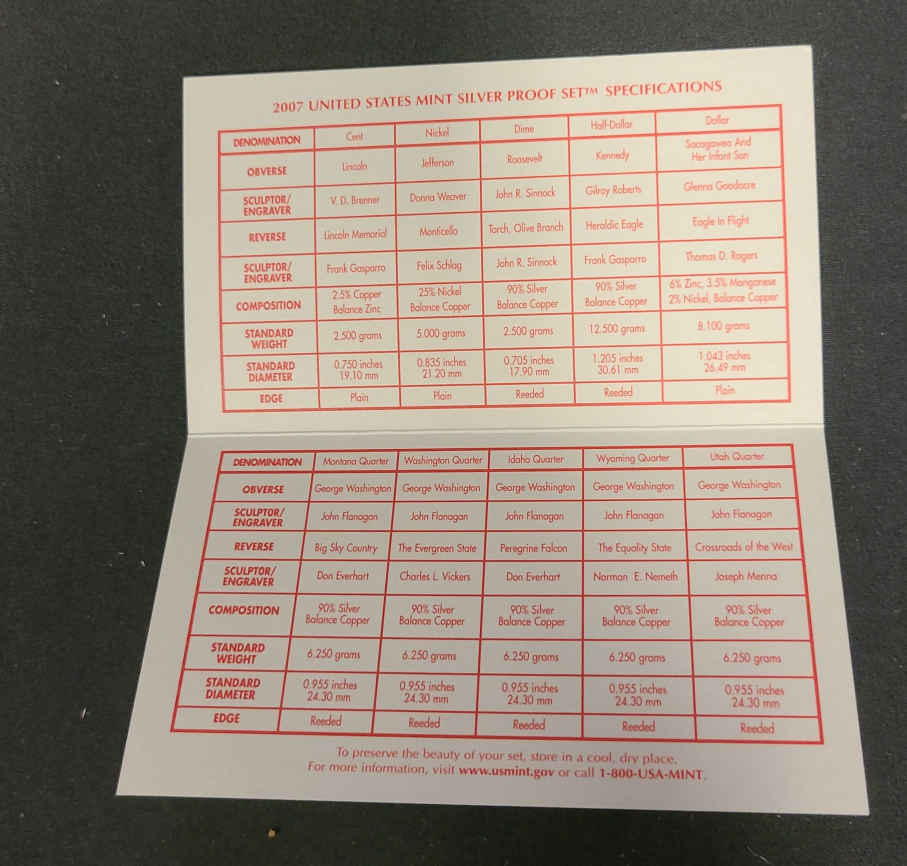 2007 UNITED STATES MINT SILVER PROOF SET™ SPECIFICATIONS
DENOMINATION Cent Nickel Dime Half-Dollar Dollar
OBVERSE Lincoln Jefferson Roosevelt Kennedy Sacagawea And
Her Infant Son
SCULPTOR/
ENGRAVER V. D. Brenner Donna Weaver John R. Sinnock Gilroy Roberts Glenna Goodacre
REVERSE Lincoln Memorial Monticello Torch, Olive Branch Heraldic Eagle Eagle In Flight
SCULPTOR/
ENGRAVER Frank Gasparro Felix Schlag John R. Sinnock Frank Gasparro Thomas D. Rogers
COMPOSITION 2.5% Copper 25% Nickel 90% Silver 90% Silver 6% Zinc, 3.5% Manganese
Balance Zinc Balance Copper Balance Copper Balance Copper 2% Nickel, Balance Copper
STANDARD
WEIGHT 2.500 grams 5.000 grams 2.500 grams 12.500 grams 8.100 grams
STANDARD 0.750 inches 0.835 inches 0.705 inches 1.205 inches 1.043 inches
DIAMETER 19.10 mm 21.20 mm 17.90 mm 30.61 mm 26.49 mm
EDGE Plain Plain Reeded Reeded Plain
DENOMINATION Montana Quarter Washington Quarter Idaho Quarter Wyoming Quarter Utah Quarter
OBVERSE George Washington George Washington George Washington George Washington George Washington
SCULPTOR/
ENGRAVER John Flanagan John Flanagan John Flanagan John Flanagan John Flanagan
REVERSE Big Sky Country The Evergreen State Peregrine Falcon The Equality State Crossroads of the West
SCULPTOR/
ENGRAVER Don Everhart Charles L. Vickers Don Everhart Norman E. Nemeth Joseph Menna
COMPOSITION 90% Silver 90% Silver 90% Silver 90% Silver 90% Silver
Balance Copper Balance Copper Balance Copper Balance Copper Balance Copper
STANDARD
WEIGHT 6.250 grams 6.250 grams 6.250 grams 6.250 grams 6.250 grams
STANDARD 0.955 inches 0.955 inches 0.955 inches 0.955 inches 0.955 inches
DIAMETER 24.30 mm 24.30 mm 24.30 mm 24.30 mm 24.30 mm
EDGE Reeded Reeded Reeded Reeded Reeded
To preserve the beauty of your set, store in a cool, dry place.
For more information, visit www.usmint.gov or call 1-800-USA-MINT.